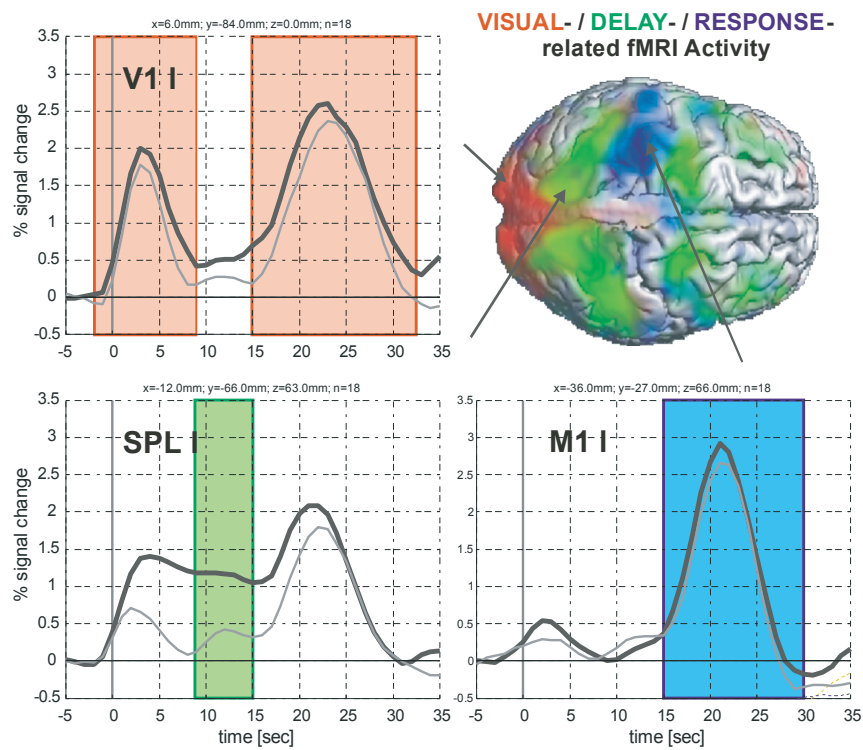 x=6.0mm; y=-84.0mm; z=0.0mm; n=18
VISUAL- / DELAY- / RESPONSE-
related fMRI Activity
V1 l
% signal change
3.5
3
2.5
2
1.5
1
0.5
0
-0.5
-5 0 5 10 15 20 25 30 35
x=-12.0mm; y=-66.0mm; z=63.0mm; n=18
SPL l
% signal change
3.5
3
2.5
2
1.5
1
0.5
0
-0.5
-5 0 5 10 15 20 25 30 35
time [sec]
x=-36.0mm; y=-27.0mm; z=66.0mm; n=18
M1 l
3.5
3
2.5
2
1.5
1
0.5
0
-0.5
-5 0 5 10 15 20 25 30 35
time [sec]